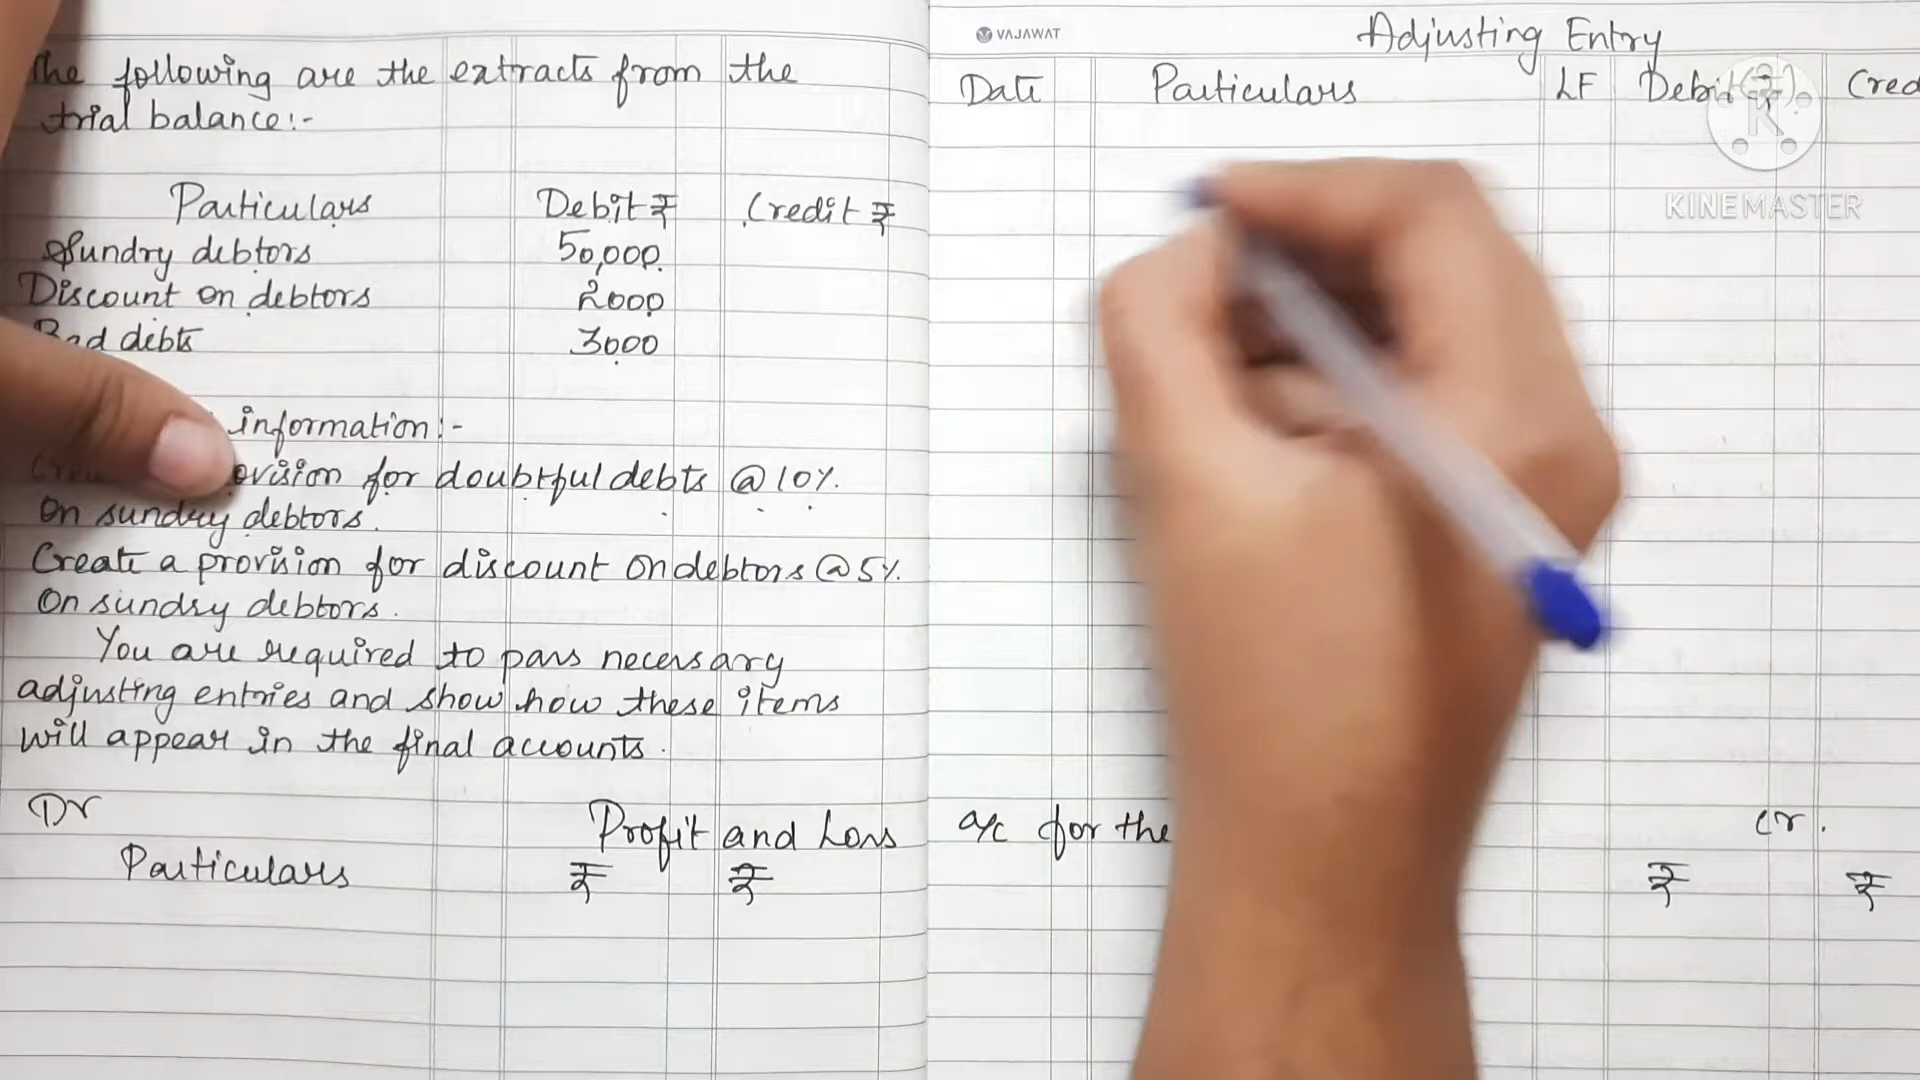 The following are the extracts from the
trial balance:-
Particulars Debit ₹ Credit ₹
Sundry debtors 50,000
Discount on debtors 2000
Bad debts 3000
information:-
for doubtful debts @ 10%.
On sundry debtors.
Create a provision for discount on debtors @ 5%.
On sundry debtors.
You are required to pass necessary
adjusting entries and show how these items
will appear in the final accounts.
Dr Profit and Loss a/c for the Cr.
Particulars ₹ ₹ ₹ ₹
VAJAWAT
Adjusting Entry
Date Particulars LF
KINEMASTER